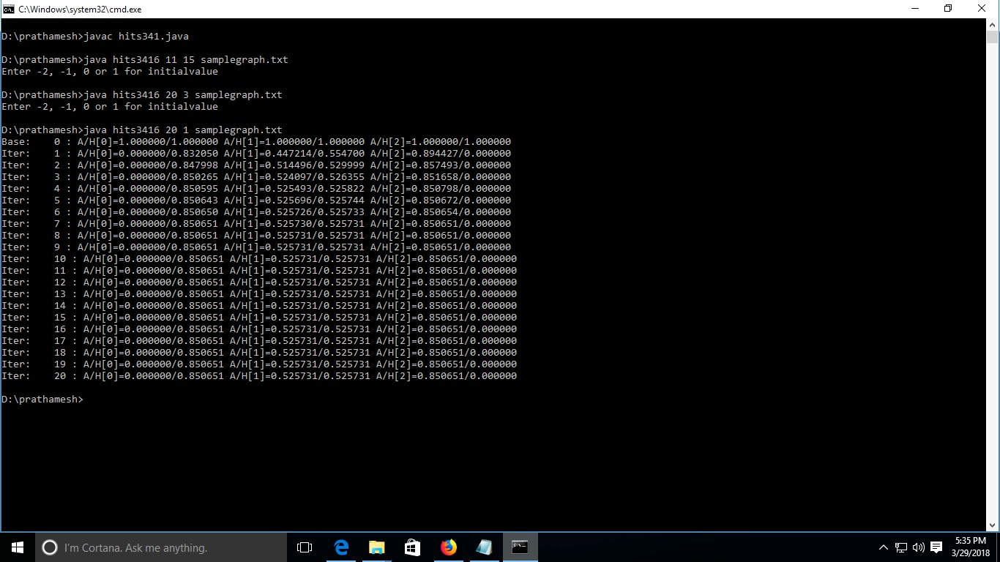 C:\Windows\system32\cmd.exe
D:\prathamesh>javac hits341.java
D:\prathamesh>java hits3416 11 15 samplegraph.txt
Enter -2, -1, 0 or 1 for initialvalue
D:\prathamesh>java hits3416 20 3 samplegraph.txt
Enter -2, -1, 0 or 1 for initialvalue
D:\prathamesh>java hits3416 20 1 samplegraph.txt
Base:    0 : A/H[0]=1.000000/1.000000 A/H[1]=1.000000/1.000000 A/H[2]=1.000000/1.000000
Iter:    1 : A/H[0]=0.000000/0.832050 A/H[1]=0.447214/0.554700 A/H[2]=0.894427/0.000000
Iter:    2 : A/H[0]=0.000000/0.847998 A/H[1]=0.514496/0.529999 A/H[2]=0.857493/0.000000
Iter:    3 : A/H[0]=0.000000/0.850265 A/H[1]=0.524097/0.526355 A/H[2]=0.851658/0.000000
Iter:    4 : A/H[0]=0.000000/0.850595 A/H[1]=0.525493/0.525822 A/H[2]=0.850798/0.000000
Iter:    5 : A/H[0]=0.000000/0.850643 A/H[1]=0.525696/0.525744 A/H[2]=0.850672/0.000000
Iter:    6 : A/H[0]=0.000000/0.850650 A/H[1]=0.525726/0.525733 A/H[2]=0.850654/0.000000
Iter:    7 : A/H[0]=0.000000/0.850651 A/H[1]=0.525730/0.525731 A/H[2]=0.850651/0.000000
Iter:    8 : A/H[0]=0.000000/0.850651 A/H[1]=0.525731/0.525731 A/H[2]=0.850651/0.000000
Iter:    9 : A/H[0]=0.000000/0.850651 A/H[1]=0.525731/0.525731 A/H[2]=0.850651/0.000000
Iter:    10 : A/H[0]=0.000000/0.850651 A/H[1]=0.525731/0.525731 A/H[2]=0.850651/0.000000
Iter:    11 : A/H[0]=0.000000/0.850651 A/H[1]=0.525731/0.525731 A/H[2]=0.850651/0.000000
Iter:    12 : A/H[0]=0.000000/0.850651 A/H[1]=0.525731/0.525731 A/H[2]=0.850651/0.000000
Iter:    13 : A/H[0]=0.000000/0.850651 A/H[1]=0.525731/0.525731 A/H[2]=0.850651/0.000000
Iter:    14 : A/H[0]=0.000000/0.850651 A/H[1]=0.525731/0.525731 A/H[2]=0.850651/0.000000
Iter:    15 : A/H[0]=0.000000/0.850651 A/H[1]=0.525731/0.525731 A/H[2]=0.850651/0.000000
Iter:    16 : A/H[0]=0.000000/0.850651 A/H[1]=0.525731/0.525731 A/H[2]=0.850651/0.000000
Iter:    17 : A/H[0]=0.000000/0.850651 A/H[1]=0.525731/0.525731 A/H[2]=0.850651/0.000000
Iter:    18 : A/H[0]=0.000000/0.850651 A/H[1]=0.525731/0.525731 A/H[2]=0.850651/0.000000
Iter:    19 : A/H[0]=0.000000/0.850651 A/H[1]=0.525731/0.525731 A/H[2]=0.850651/0.000000
Iter:    20 : A/H[0]=0.000000/0.850651 A/H[1]=0.525731/0.525731 A/H[2]=0.850651/0.000000
D:\prathamesh>
I'm Cortana. Ask me anything.
5:35 PM
3/29/2018